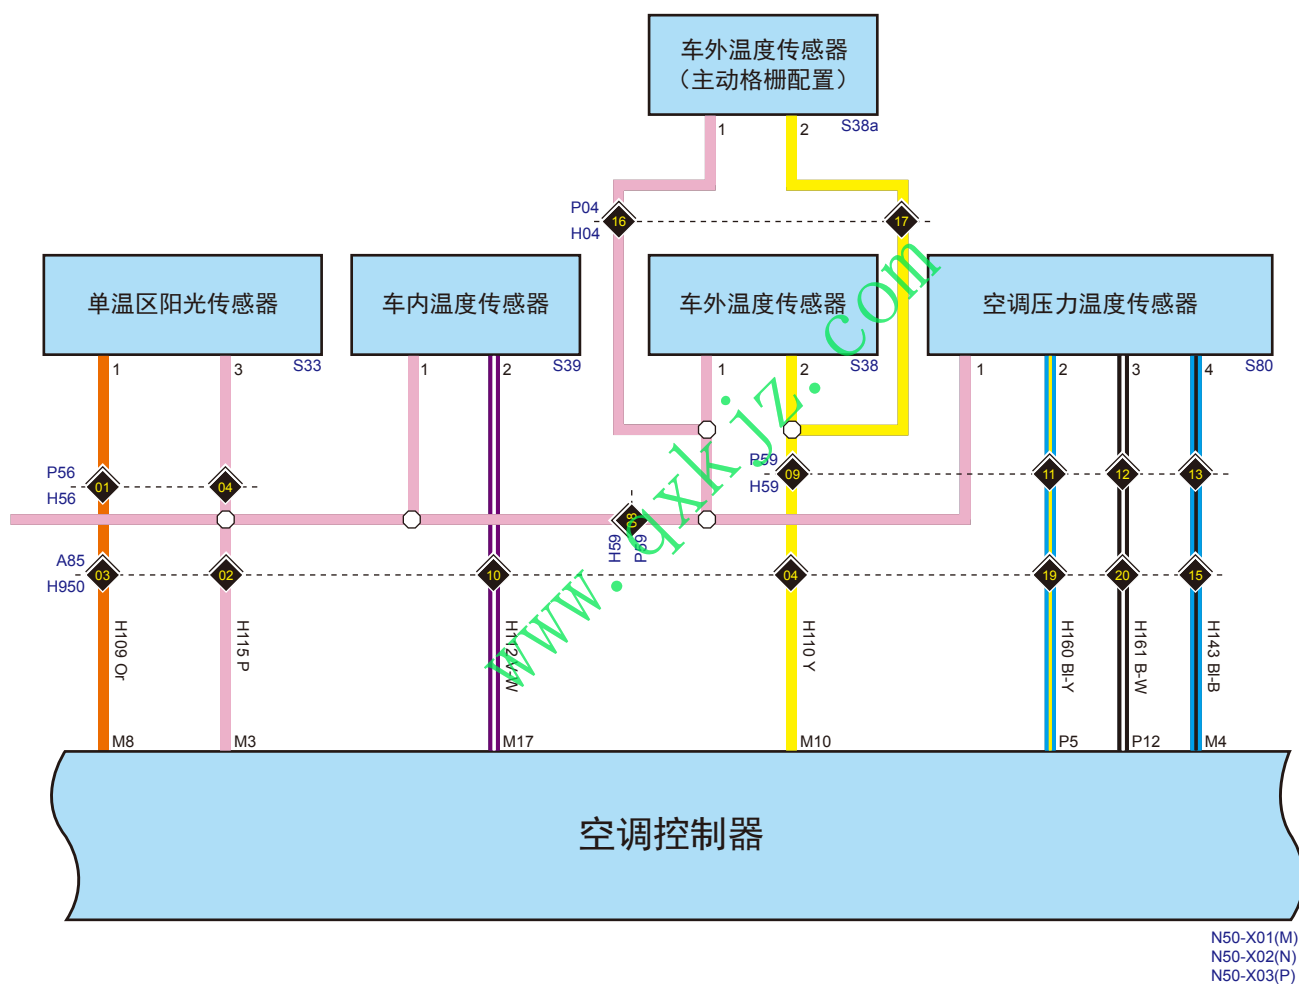 车外温度传感器
（主动格栅配置）
1
2
S38a
P04
H04
16
17
单温区阳光传感器
车内温度传感器
车外温度传感器
空调压力温度传感器
1
3
S33
1
2
S39
1
2
S38
1
2
3
4
S80
P56
H56
01
04
P59
H59
09
11
12
13
H59
P59
08
A85
H950
03
02
10
04
19
20
15
H109 Or
H115 P
H112 V-W
H110 Y
H160 Bl-Y
H161 B-W
H143 Bl-B
M8
M3
M17
M10
P5
P12
M4
空调控制器
N50-X01(M)
N50-X02(N)
N50-X03(P)
www.qxkjz.com